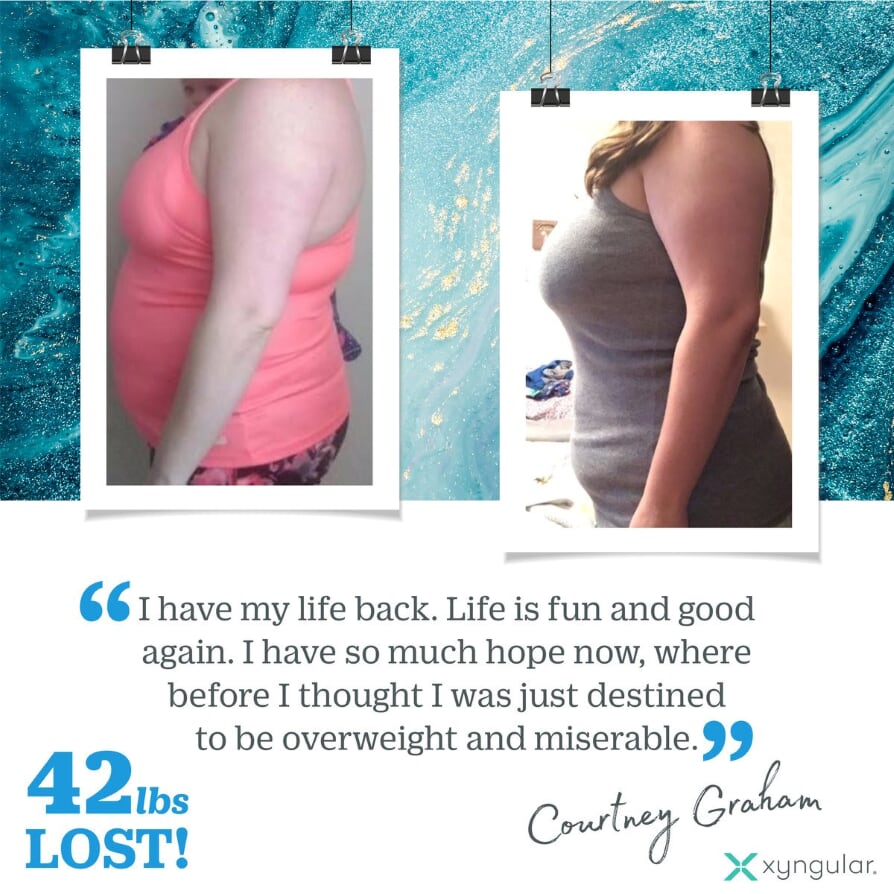 “I have my life back. Life is fun and good
again. I have so much hope now, where
before I thought I was just destined
to be overweight and miserable.”
42lbs
LOST!
Courtney Graham
xyngular®